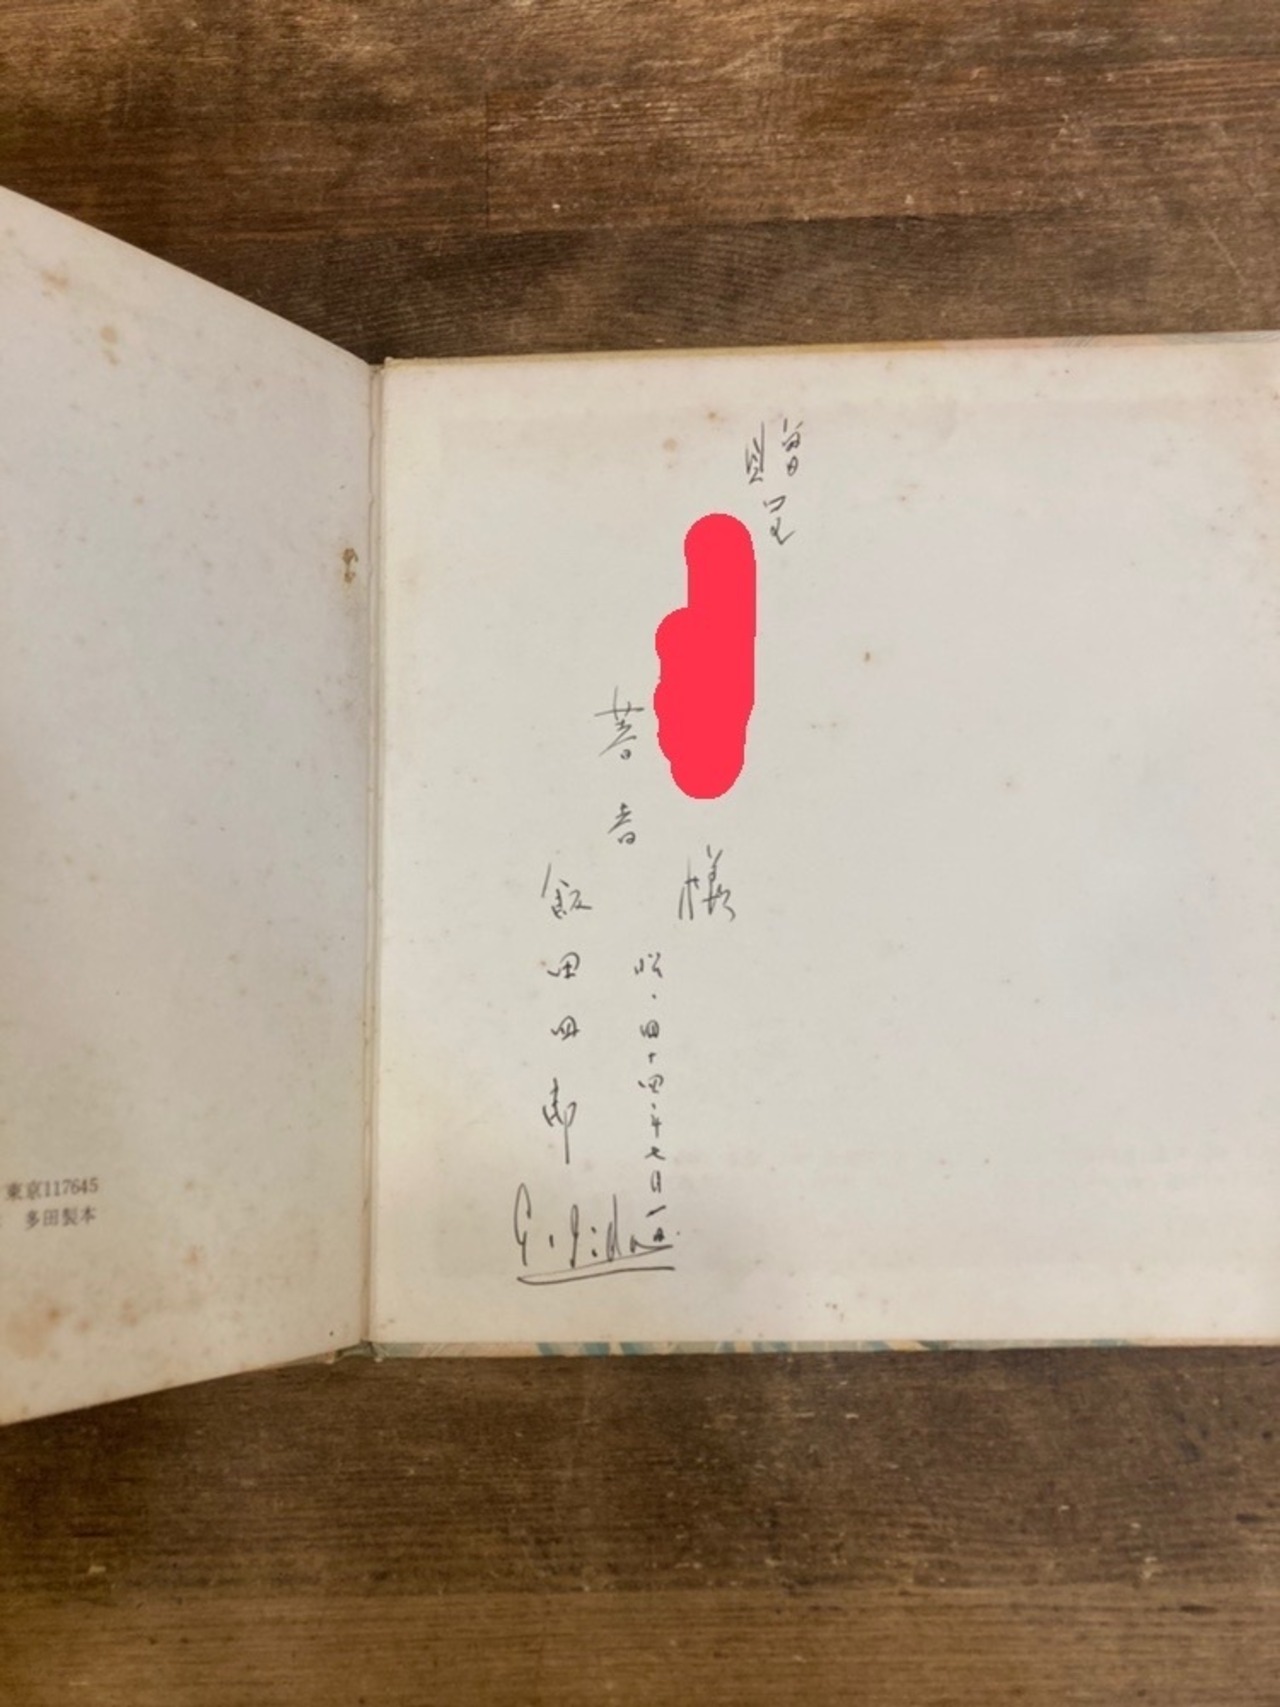 贈呈
様
著者
昭・四十四年七月一日
飯田四郎
東京117645
多田製本